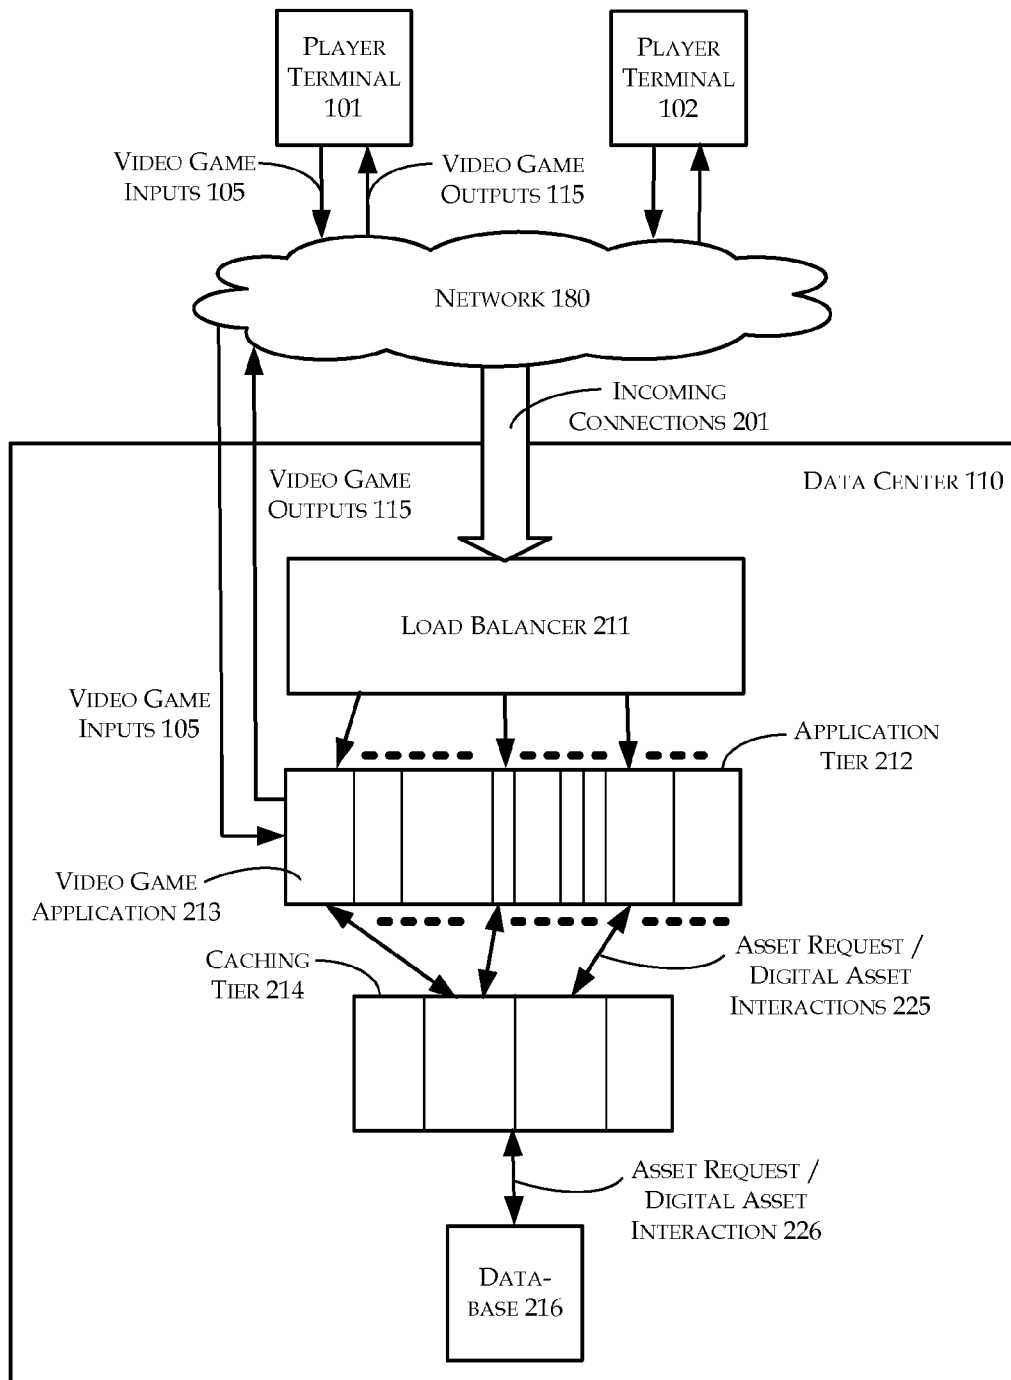 PLAYER
TERMINAL
101
PLAYER
TERMINAL
102
VIDEO GAME
INPUTS 105
VIDEO GAME
OUTPUTS 115
NETWORK 180
INCOMING
CONNECTIONS 201
VIDEO GAME
OUTPUTS 115
DATA CENTER 110
LOAD BALANCER 211
VIDEO GAME
INPUTS 105
APPLICATION
TIER 212
VIDEO GAME
APPLICATION 213
CACHING
TIER 214
ASSET REQUEST /
DIGITAL ASSET
INTERACTIONS 225
ASSET REQUEST /
DIGITAL ASSET
INTERACTION 226
DATA-
BASE 216